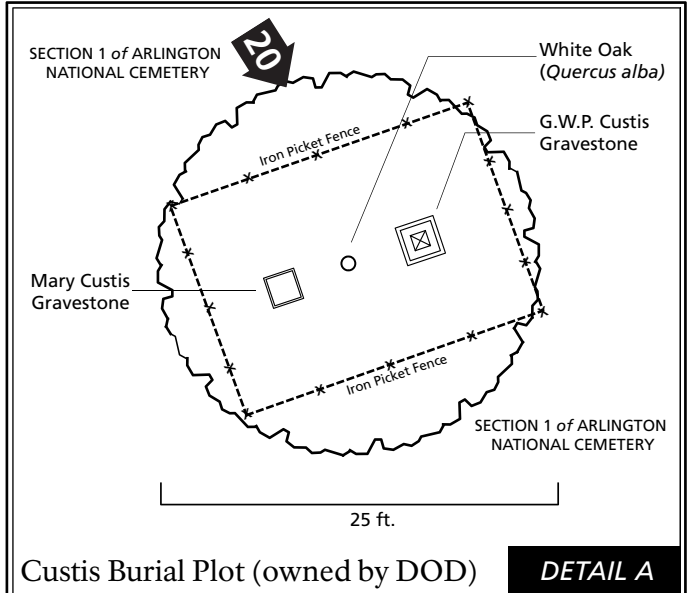 SECTION 1 of ARLINGTON
NATIONAL CEMETERY
20
White Oak
(Quercus alba)
G.W.P. Custis
Gravestone
Iron Picket Fence
Mary Custis
Gravestone
Iron Picket Fence
SECTION 1 of ARLINGTON
NATIONAL CEMETERY
25 ft.
Custis Burial Plot (owned by DOD)
DETAIL A